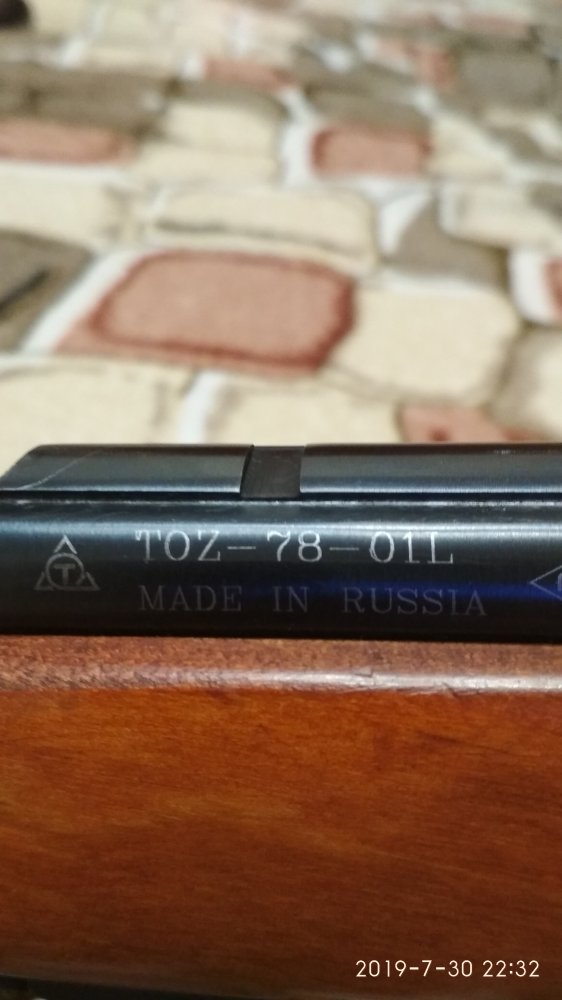 TOZ-78-01L
T
MADE IN RUSSIA
2019-7-30 22:32